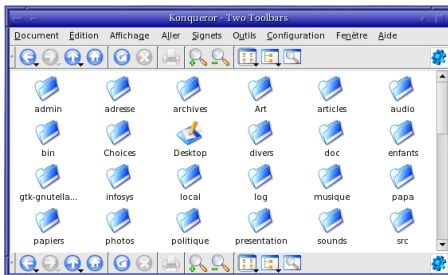 Konqueror - Two Toolbars
Document Édition Affichage Aller Signets Outils Configuration Fenêtre Aide
admin adresse archives Art articles audio
bin Choices Desktop divers doc enfants
gtk-gnutella... infosys local log musique papa
papiers photos politique presentation sounds src